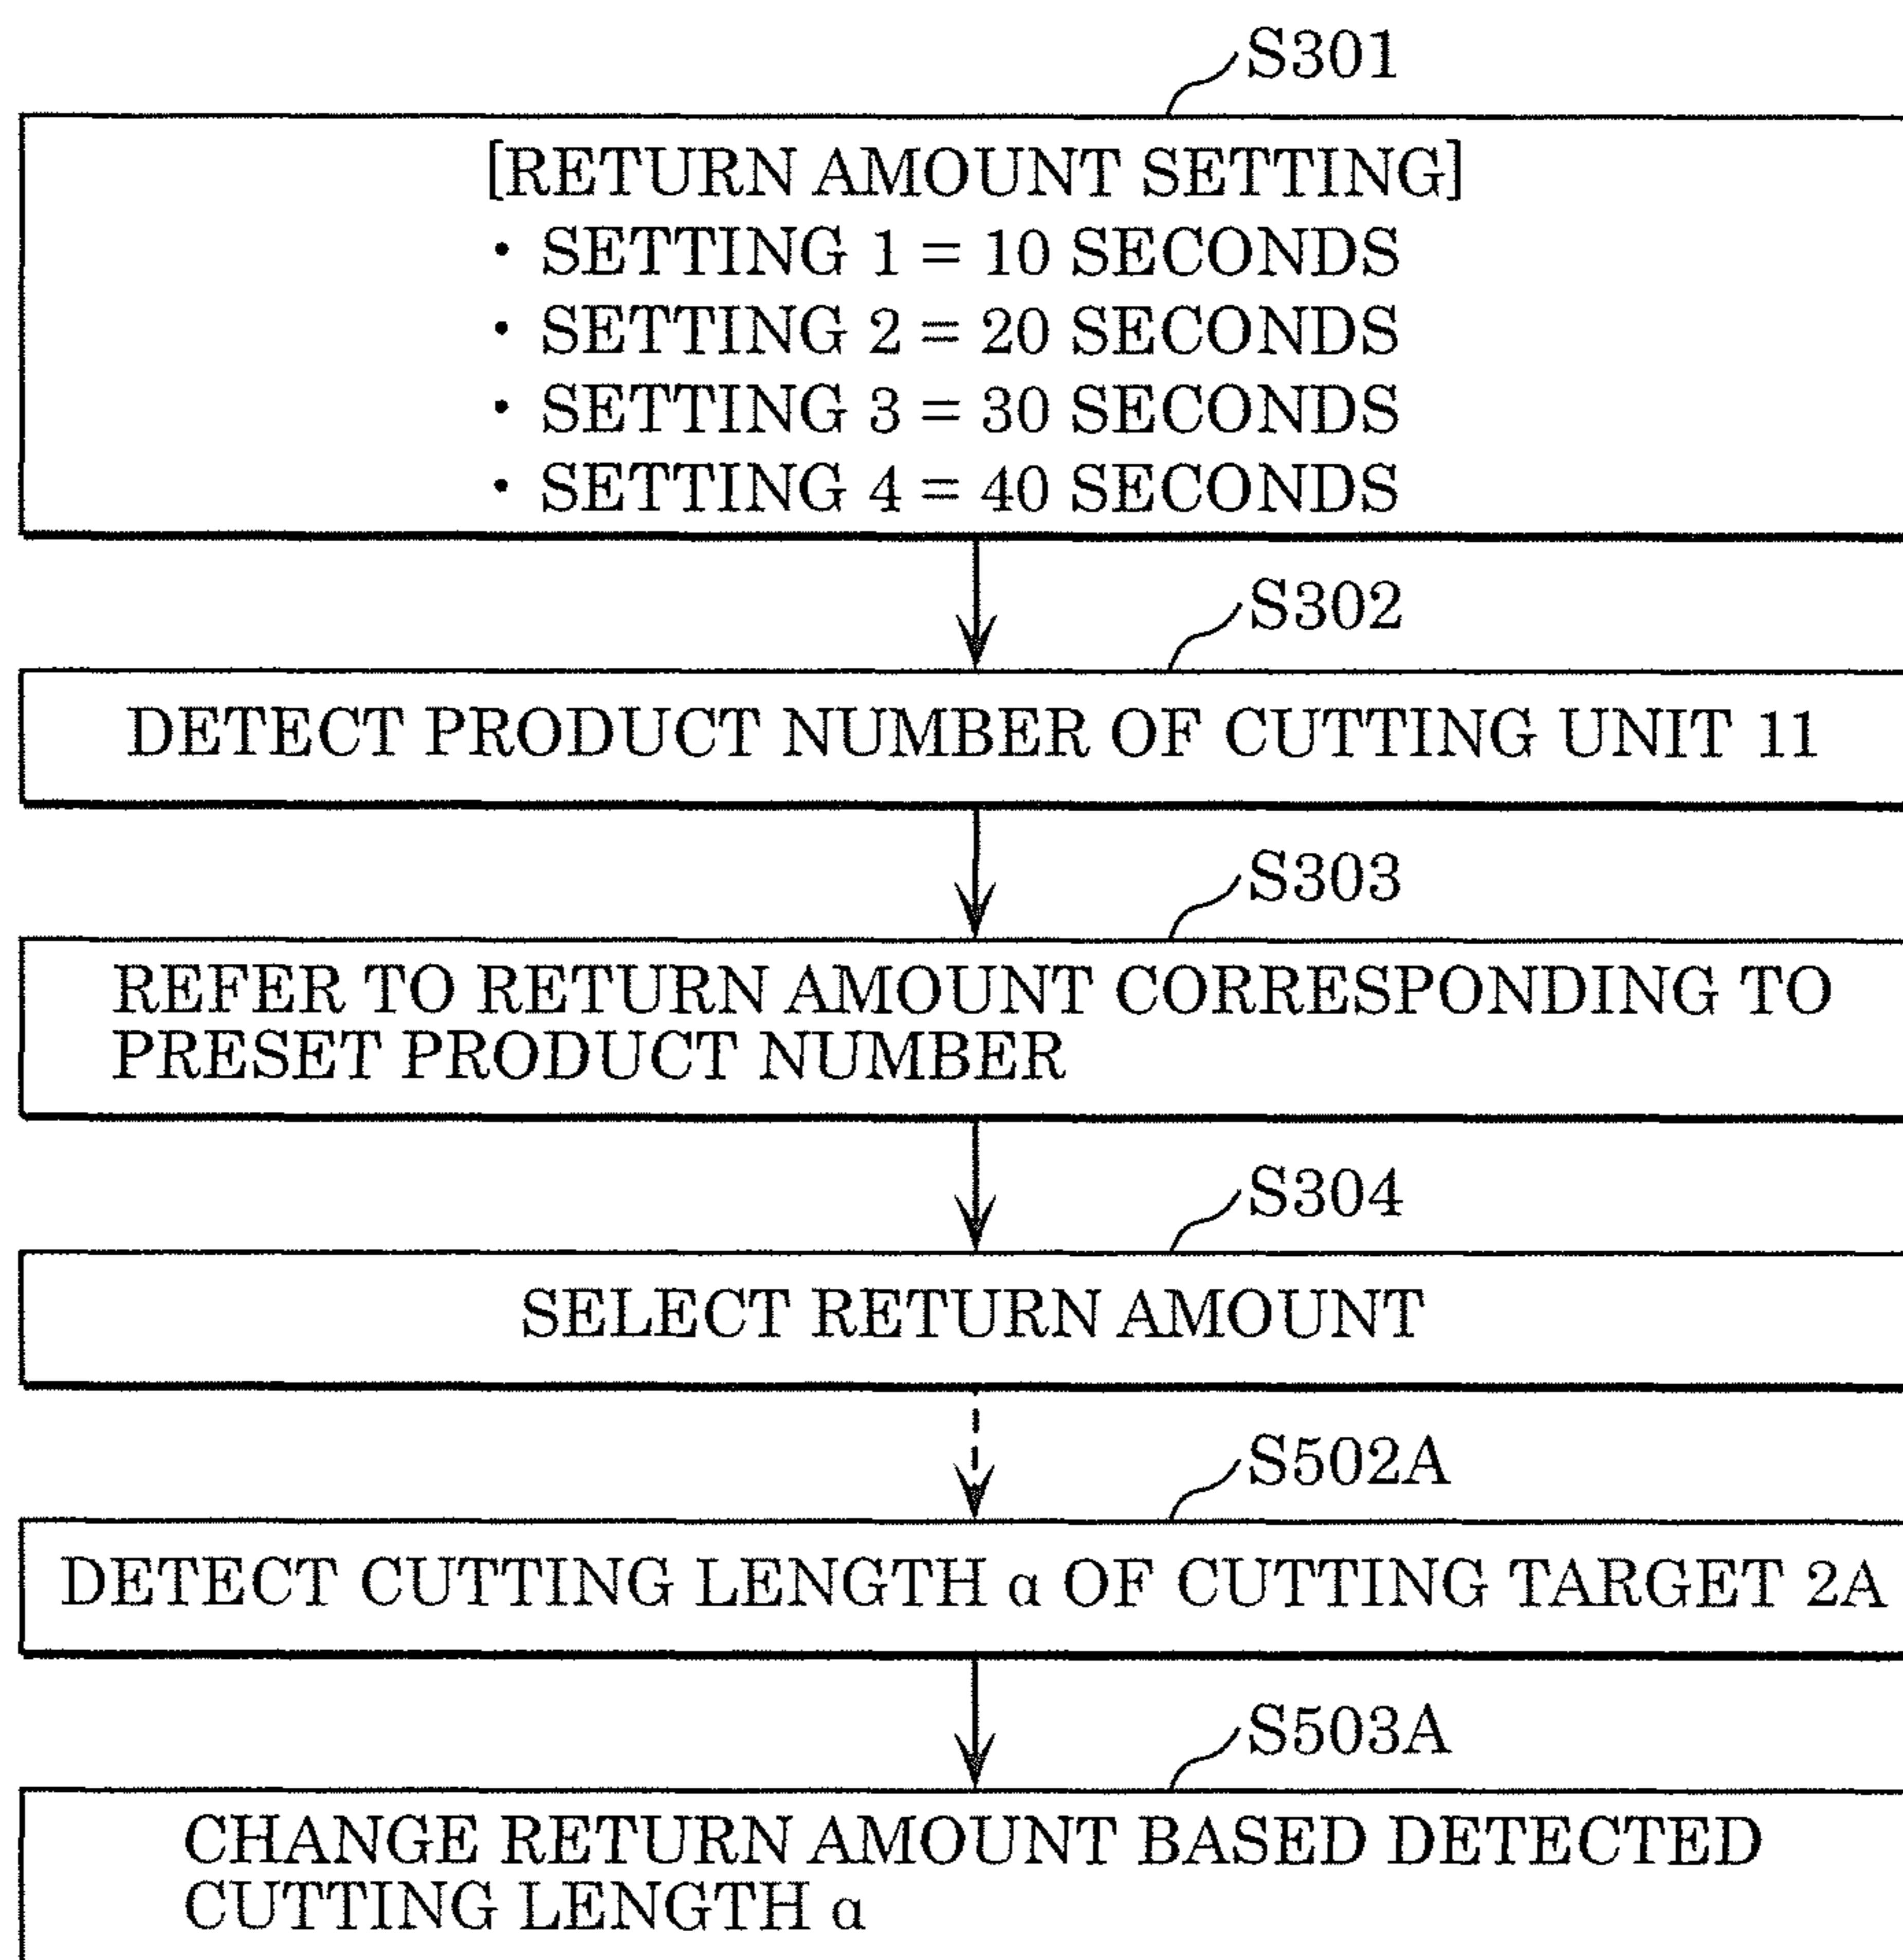 S301
[RETURN AMOUNT SETTING]
· SETTING 1 = 10 SECONDS
· SETTING 2 = 20 SECONDS
· SETTING 3 = 30 SECONDS
· SETTING 4 = 40 SECONDS
S302
DETECT PRODUCT NUMBER OF CUTTING UNIT 11
S303
REFER TO RETURN AMOUNT CORRESPONDING TO
PRESET PRODUCT NUMBER
S304
SELECT RETURN AMOUNT
S502A
DETECT CUTTING LENGTH α OF CUTTING TARGET 2A
S503A
CHANGE RETURN AMOUNT BASED DETECTED
CUTTING LENGTH α